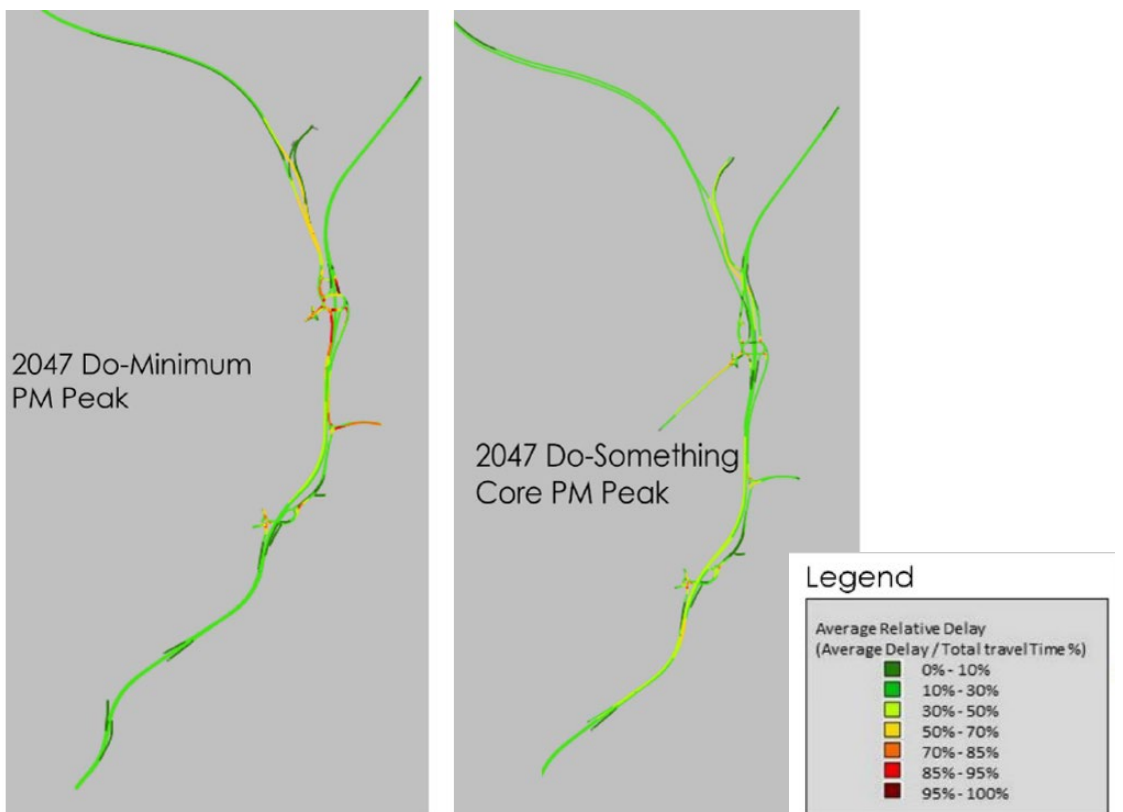 2047 Do-Minimum
PM Peak
2047 Do-Something
Core PM Peak
Legend
Average Relative Delay
(Average Delay / Total travel Time %)
0% - 10%
10% - 30%
30% - 50%
50% - 70%
70% - 85%
85% - 95%
95% - 100%